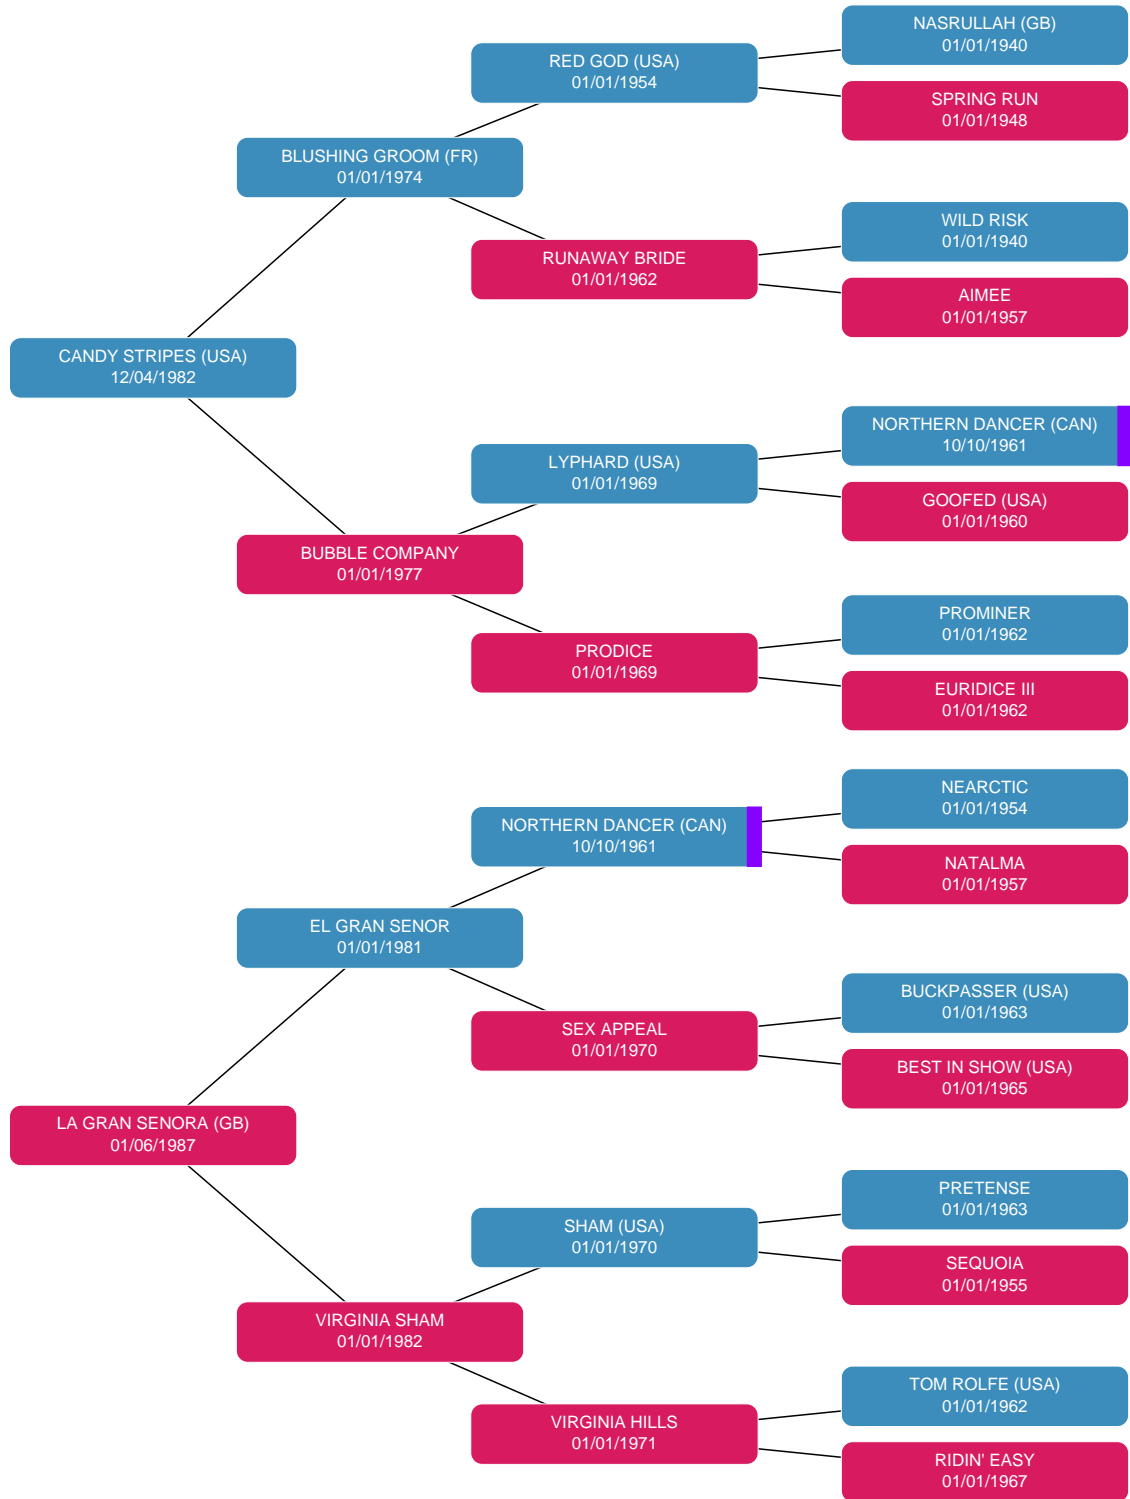 NASRULLAH (GB)
01/01/1940
RED GOD (USA)
01/01/1954
SPRING RUN
01/01/1948
BLUSHING GROOM (FR)
01/01/1974
WILD RISK
01/01/1940
RUNAWAY BRIDE
01/01/1962
AIMEE
01/01/1957
CANDY STRIPES (USA)
12/04/1982
NORTHERN DANCER (CAN)
10/10/1961
LYPHARD (USA)
01/01/1969
GOOFED (USA)
01/01/1960
BUBBLE COMPANY
01/01/1977
PROMINER
01/01/1962
PRODICE
01/01/1969
EURIDICE III
01/01/1962
NEARCTIC
01/01/1954
NORTHERN DANCER (CAN)
10/10/1961
NATALMA
01/01/1957
EL GRAN SENOR
01/01/1981
BUCKPASSER (USA)
01/01/1963
SEX APPEAL
01/01/1970
BEST IN SHOW (USA)
01/01/1965
LA GRAN SENORA (GB)
01/06/1987
PRETENSE
01/01/1963
SHAM (USA)
01/01/1970
SEQUOIA
01/01/1955
VIRGINIA SHAM
01/01/1982
TOM ROLFE (USA)
01/01/1962
VIRGINIA HILLS
01/01/1971
RIDIN' EASY
01/01/1967